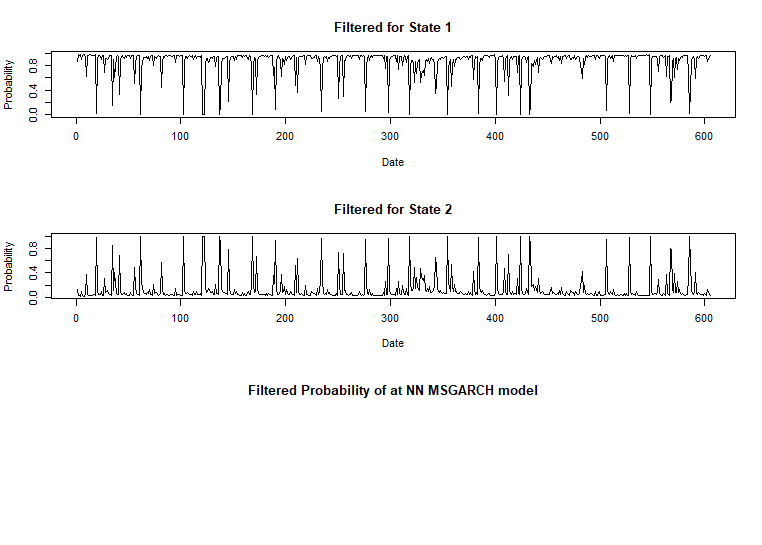 Filtered for State 1
Probability
0.0 0.4 0.8
0 100 200 300 400 500 600
Date
Filtered for State 2
Probability
0.0 0.4 0.8
0 100 200 300 400 500 600
Date
Filtered Probability of at NN MSGARCH model